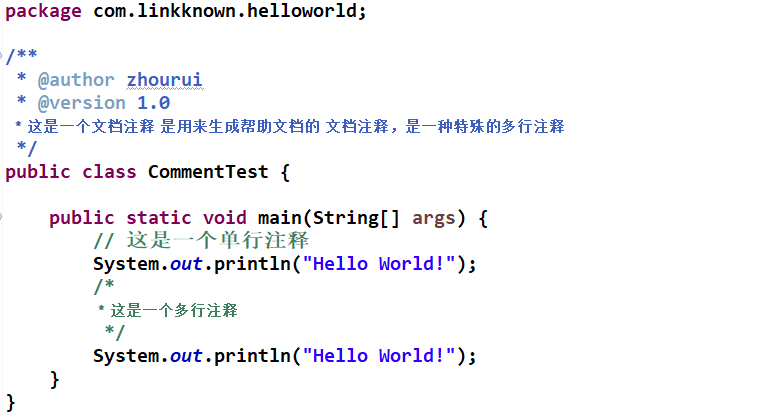 package com.linkknown.helloworld;
/**
 * @author zhourui
 * @version 1.0
 * 这是一个文档注释 是用来生成帮助文档的 文档注释，是一种特殊的多行注释
 */
public class CommentTest {
    public static void main(String[] args) {
        // 这是一个单行注释
        System.out.println("Hello World!");
        /*
         * 这是一个多行注释
         */
        System.out.println("Hello World!");
    }
}